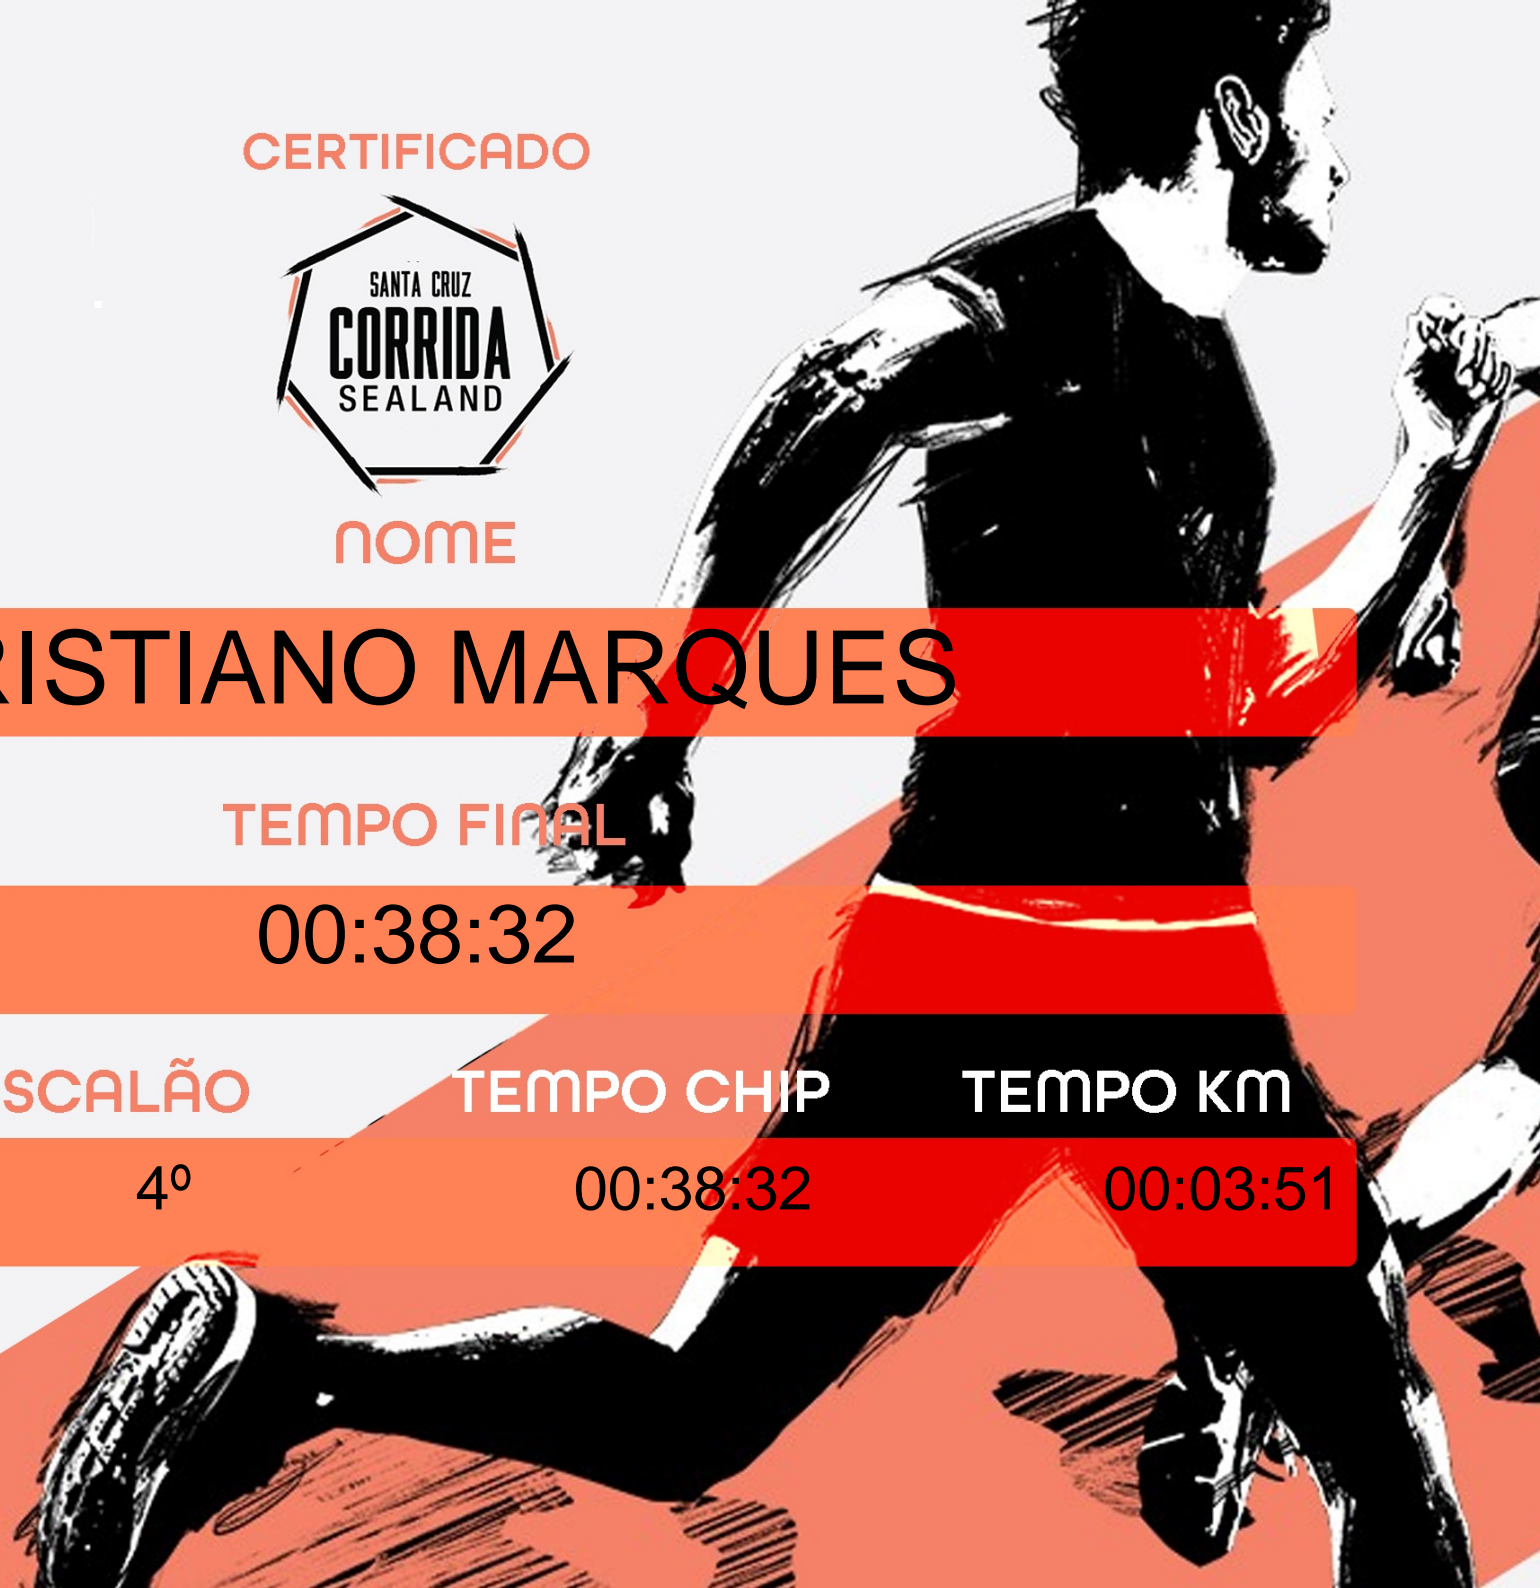 CERTIFICADO
SANTA CRUZ
CORRIDA
SEALAND
NOME
RISTIANO MARQUES
TEMPO FINAL
00:38:32
SCALÃO TEMPO CHIP TEMPO KM
4º 00:38:32 00:03:51